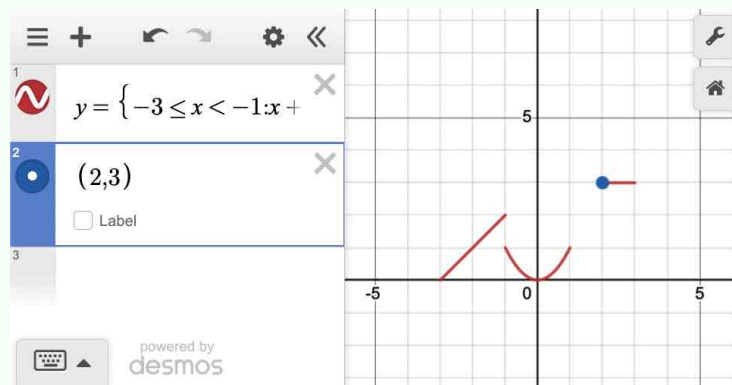 1
y = {−3 ≤ x < −1:x +
2
(2,3)
Label
3
powered by
desmos
5
-5
0
5